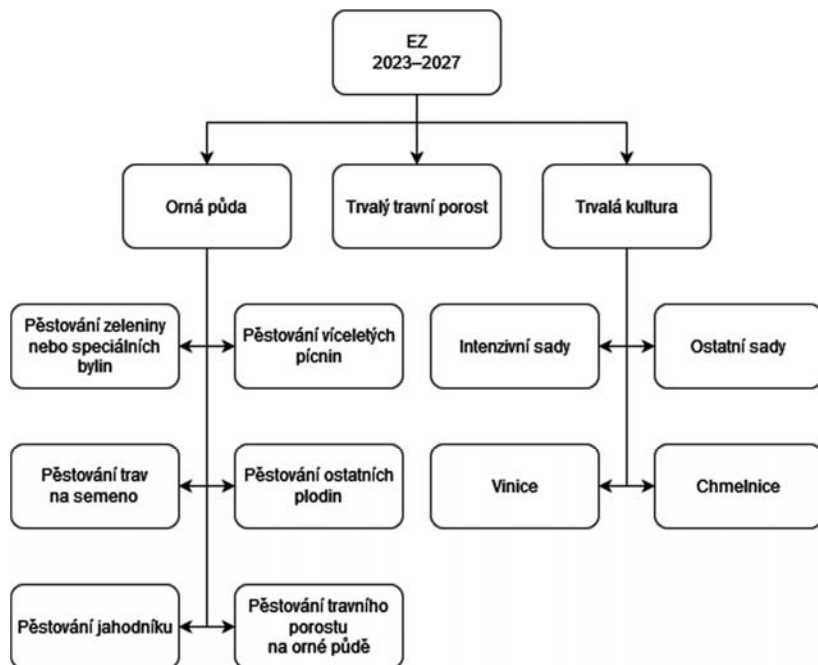 EZ
2023–2027
Orná půda
Trvalý travní porost
Trvalá kultura
Pěstování zeleniny
nebo speciálních
bylin
Pěstování víceletých
pícnin
Intenzivní sady
Ostatní sady
Pěstování trav
na semeno
Pěstování ostatních
plodin
Vinice
Chmelnice
Pěstování jahodníku
Pěstování travního
porostu
na orné půdě